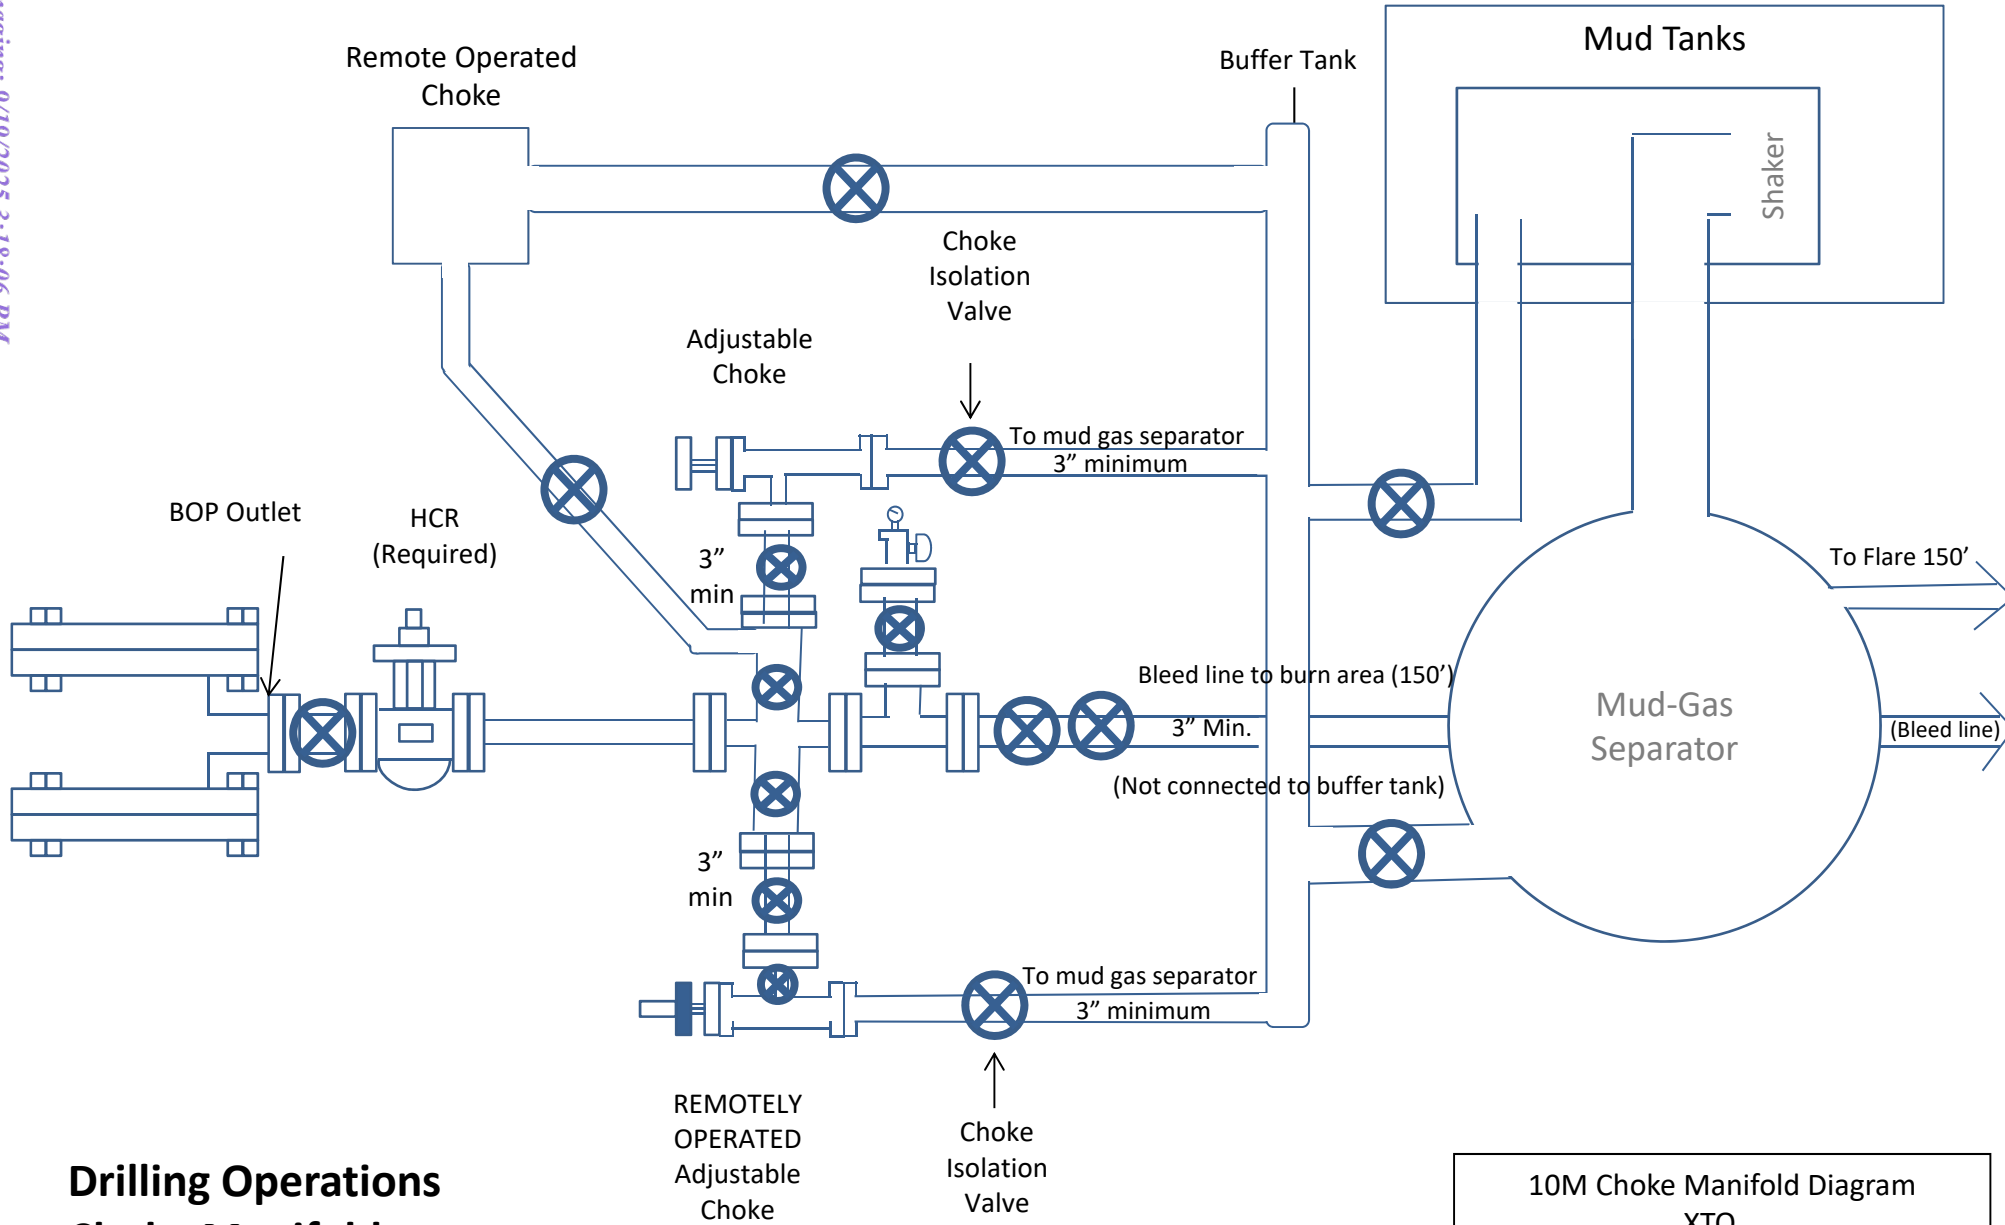 Remote Operated
Choke
Buffer Tank
Mud Tanks
Shaker
Choke
Isolation
Valve
Adjustable
Choke
To mud gas separator
3” minimum
BOP Outlet
HCR
(Required)
3”
min
To Flare 150’
Bleed line to burn area (150’)
3” Min.
(Not connected to buffer tank)
Mud-Gas
Separator
(Bleed line)
3”
min
To mud gas separator
3” minimum
REMOTELY
OPERATED
Adjustable
Choke
Choke
Isolation
Valve
Drilling Operations
10M Choke Manifold Diagram
XTO